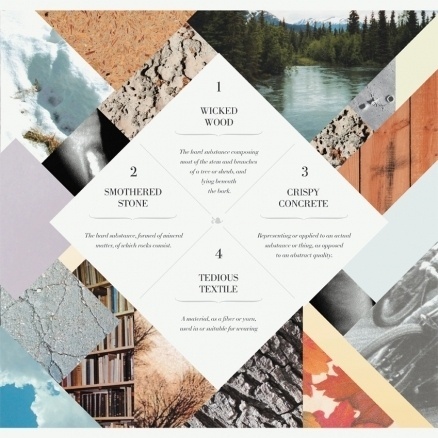 1
WICKED
WOOD
The hard substance composing
most of the stem and branches
of a tree or shrub, and
lying beneath
the bark.
2
SMOTHERED
STONE
The hard substance, formed of mineral
matter, of which rocks consist.
3
CRISPY
CONCRETE
Representing or applied to an actual
substance or thing, as opposed
to an abstract quality.
4
TEDIOUS
TEXTILE
A material, as a fiber or yarn,
used in or suitable for wearing